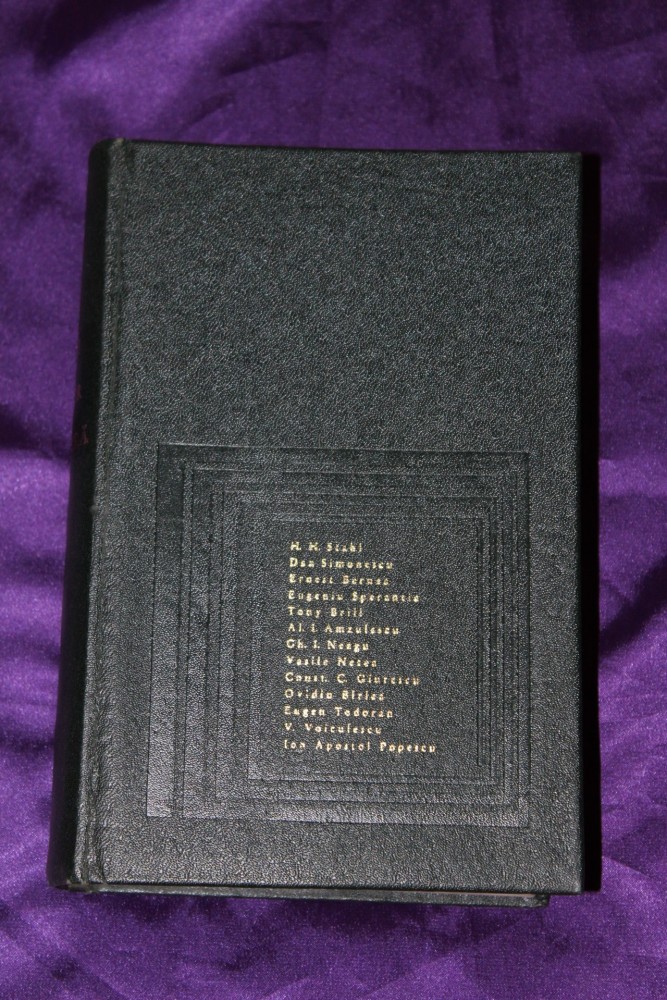 H. H. Stahl
Dan Simonescu
Ernest Bernea
Eugeniu Sperantia
Tony Brill
Al. I. Amzulescu
Gh. I. Neagu
Vasile Netea
Const. C. Giurescu
Ovidiu Bîrlea
Eugen Todoran
V. Voiculescu
Ion Apostol Popescu